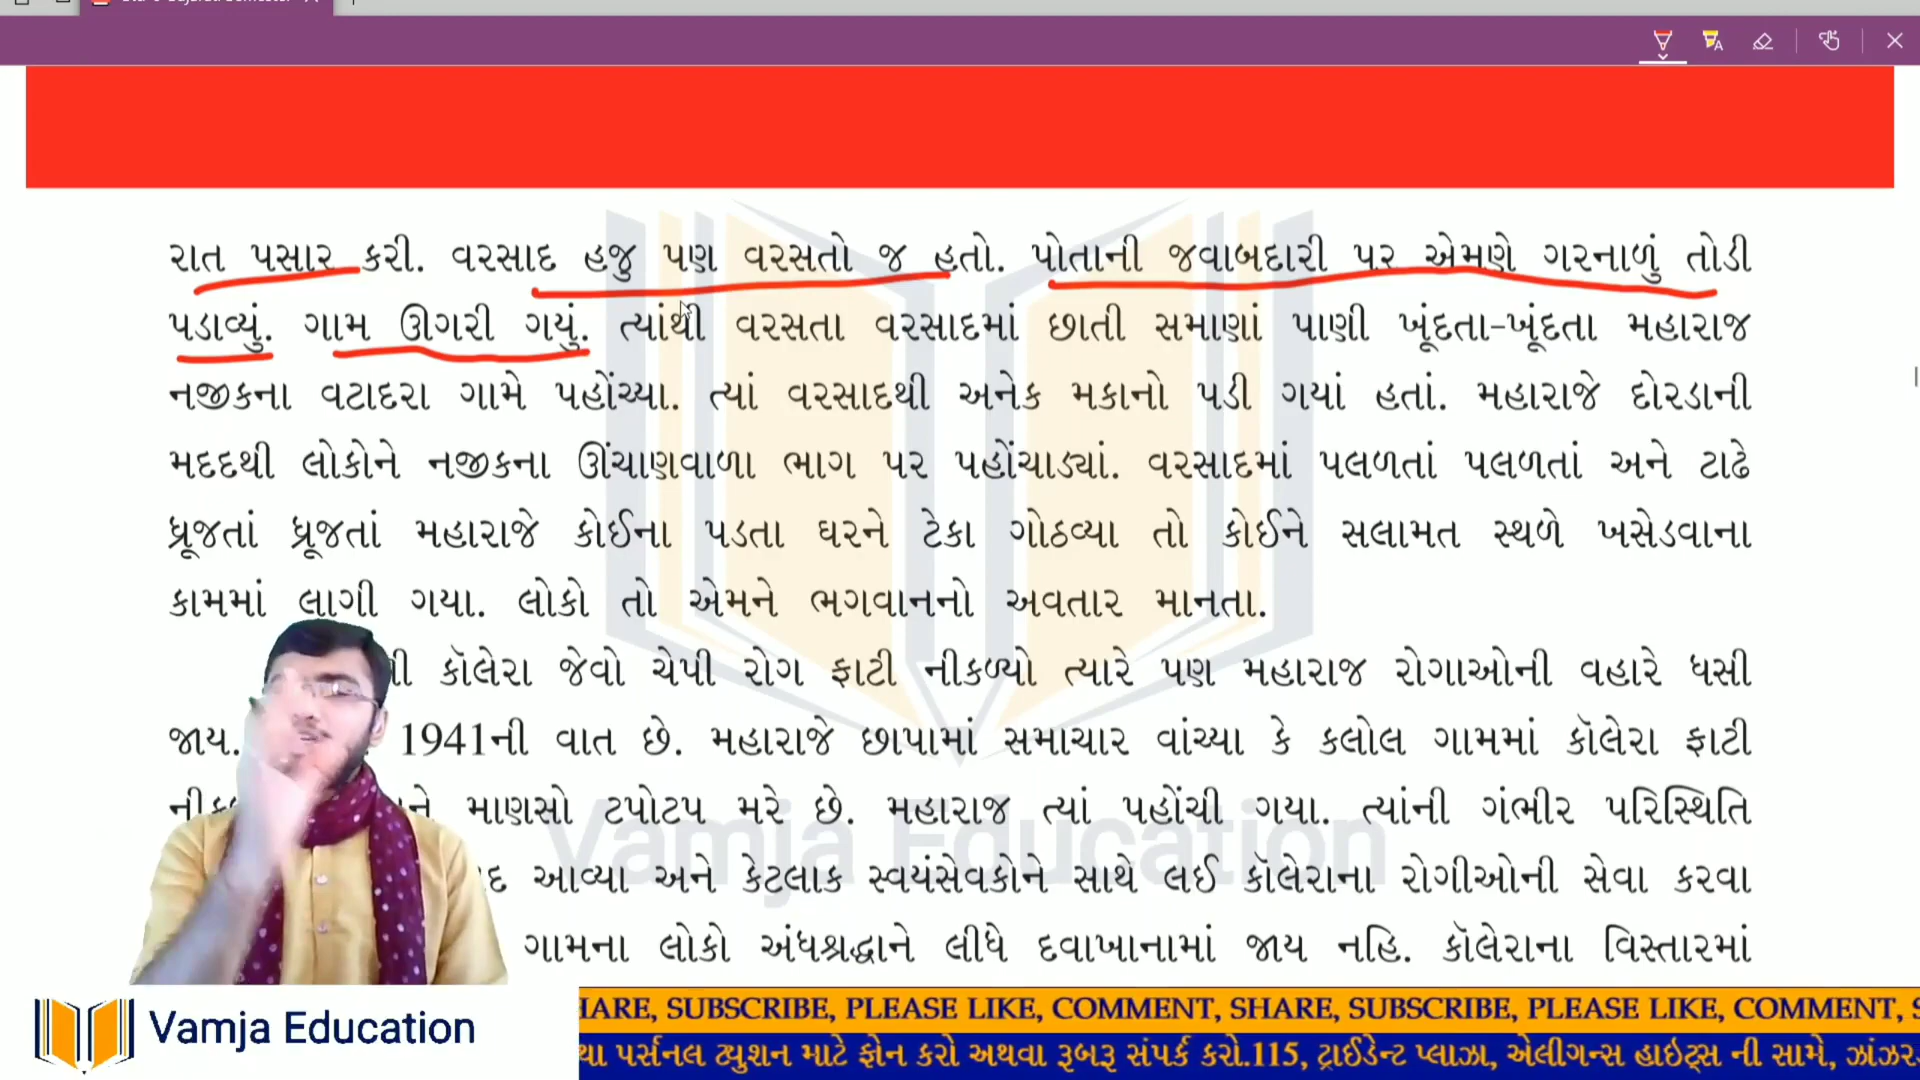 રાત પસાર કરી. વરસાદ હજુ પણ વરસતો જ હતો. પોતાની જવાબદારી પર એમણે ગરનાળું તોડી
પડાવ્યું. ગામ ઊગરી ગયું. ત્યાંથી વરસતા વરસાદમાં છાતી સમાણાં પાણી ખૂંદતા-ખૂંદતા મહારાજ
નજીકના વટાદરા ગામે પહોંચ્યા. ત્યાં વરસાદથી અનેક મકાનો પડી ગયાં હતાં. મહારાજે દોરડાની
મદદથી લોકોને નજીકના ઊંચાણવાળા ભાગ પર પહોંચાડ્યાં. વરસાદમાં પલળતાં પલળતાં અને ટાઢે
ધ્રૂજતાં ધ્રૂજતાં મહારાજે કોઈના પડતા ઘરને ટેકા ગોઠવ્યા તો કોઈને સલામત સ્થળે ખસેડવાના
કામમાં લાગી ગયા. લોકો તો એમને ભગવાનનો અવતાર માનતા.
કૉલેરા જેવો ચેપી રોગ ફાટી નીકળ્યો ત્યારે પણ મહારાજ રોગાઓની વહારે ધસી
જાય. 1941ની વાત છે. મહારાજે છાપામાં સમાચાર વાંચ્યા કે કલોલ ગામમાં કૉલેરા ફાટી
માણસો ટપોટપ મરે છે. મહારાજ ત્યાં પહોંચી ગયા. ત્યાંની ગંભીર પરિસ્થિતિ
આવ્યા અને કેટલાક સ્વયંસેવકોને સાથે લઈ કૉલેરાના રોગીઓની સેવા કરવા
ગામના લોકો અંધશ્રદ્ધાને લીધે દવાખાનામાં જાય નહિ. કૉલેરાના વિસ્તારમાં
Vamja Education
Vamja Education
HARE, SUBSCRIBE, PLEASE LIKE, COMMENT, SHARE, SUBSCRIBE, PLEASE LIKE, COMMENT, S
થા પર્સનલ ટ્યુશન માટે ફોન કરો અથવા રૂબરૂ સંપર્ક કરો.115, ટ્રાઈડેન્ટ પ્લાઝા, એલીગન્સ હાઇટ્સ ની સામે, ઝાંઝર